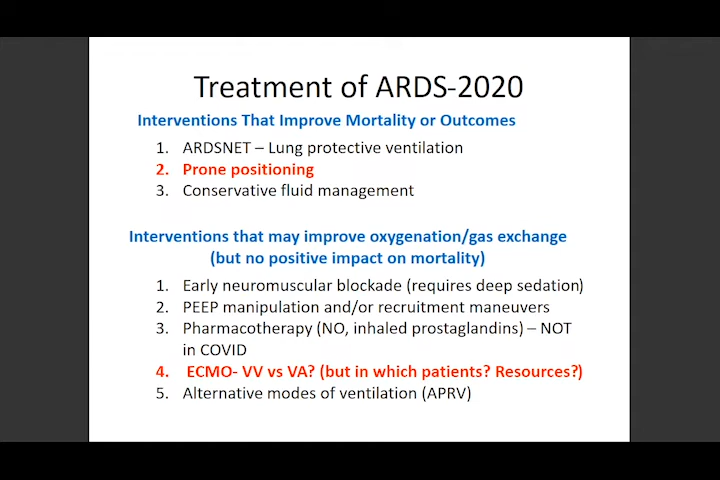 Treatment of ARDS-2020
Interventions That Improve Mortality or Outcomes
1. ARDSNET – Lung protective ventilation
2. Prone positioning
3. Conservative fluid management
Interventions that may improve oxygenation/gas exchange
(but no positive impact on mortality)
1. Early neuromuscular blockade (requires deep sedation)
2. PEEP manipulation and/or recruitment maneuvers
3. Pharmacotherapy (NO, inhaled prostaglandins) – NOT
in COVID
4. ECMO- VV vs VA? (but in which patients? Resources?)
5. Alternative modes of ventilation (APRV)